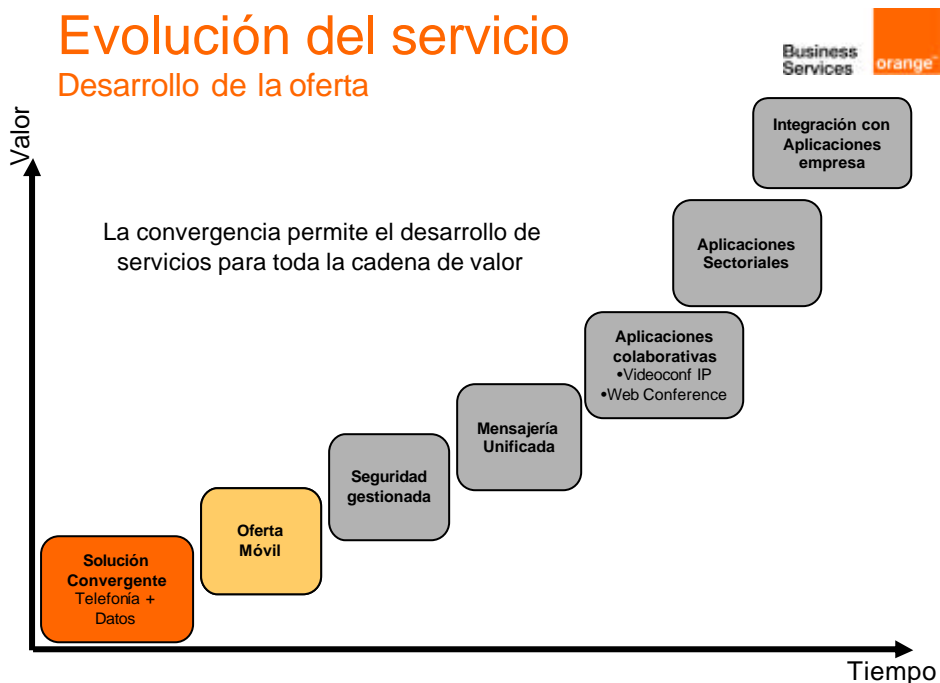 Evolución del servicio
Desarrollo de la oferta
Business
Services
orange™
Valor
La convergencia permite el desarrollo de
servicios para toda la cadena de valor
Integración con
Aplicaciones
empresa
Aplicaciones
Sectoriales
Aplicaciones
colaborativas
•Videoconf IP
•Web Conference
Mensajería
Unificada
Seguridad
gestionada
Oferta
Móvil
Solución
Convergente
Telefonía +
Datos
Tiempo